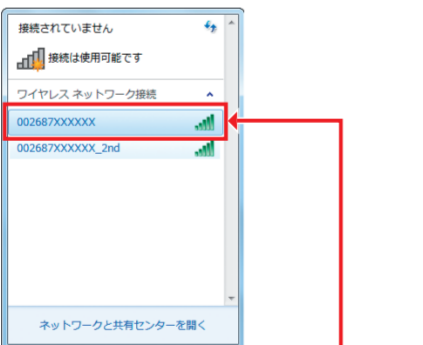 接続されていません
接続は使用可能です
ワイヤレス ネットワーク接続
002687XXXXXX
002687XXXXXX_2nd
ネットワークと共有センターを開く